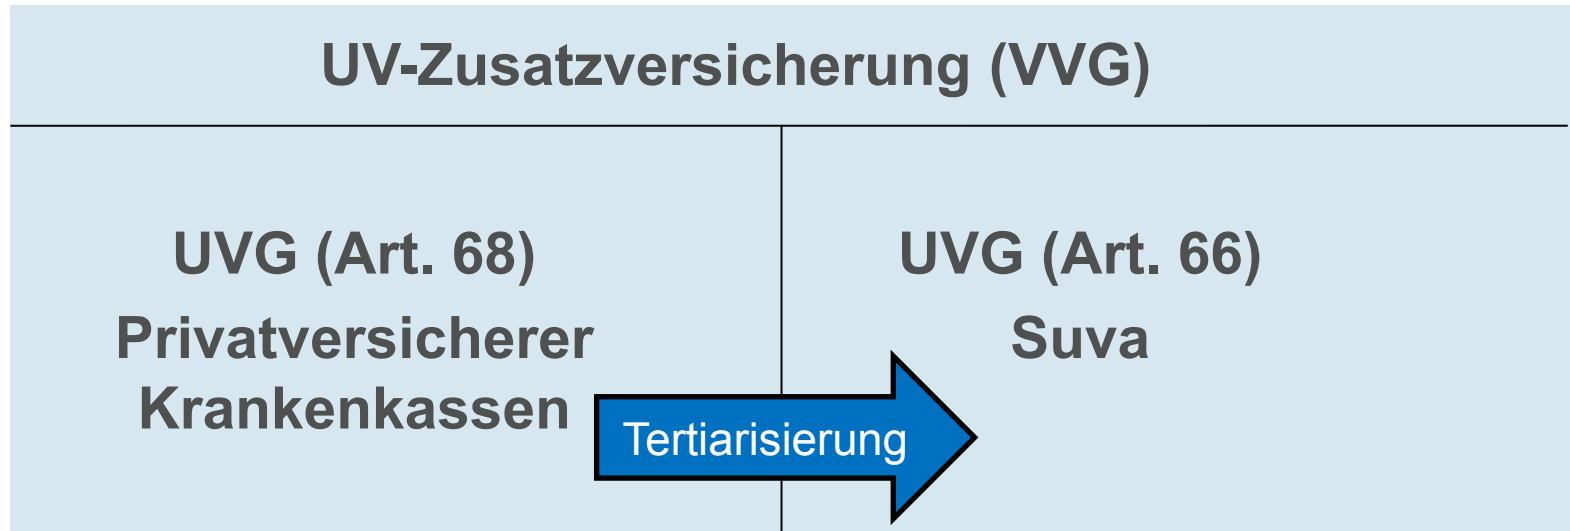 UV-Zusatzversicherung (VVG)
UVG (Art. 68)
Privatversicherer
Krankenkassen
UVG (Art. 66)
Suva
Tertiarisierung